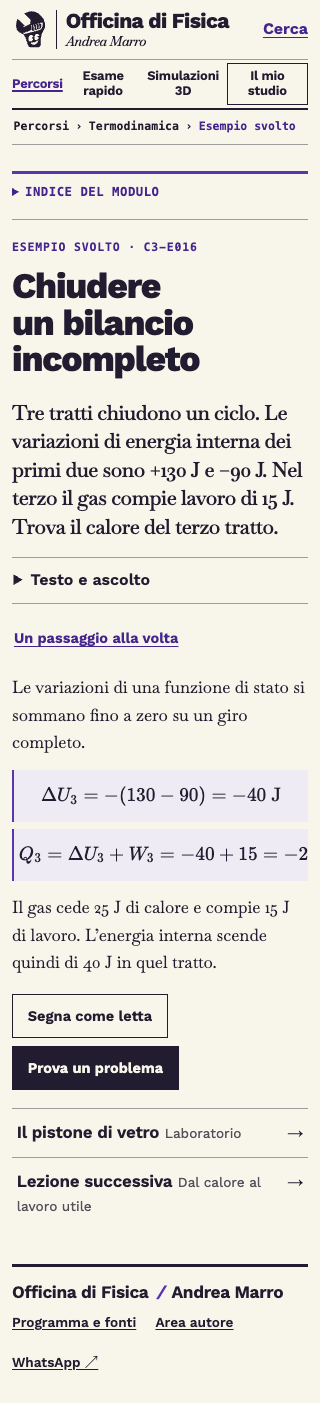 Officina di Fisica
Andrea Marro
Cerca
Percorsi
Esame
rapido
Simulazioni
3D
Il mio
studio
Percorsi › Termodinamica › Esempio svolto
▶ INDICE DEL MODULO
ESEMPIO SVOLTO · C3–E016
Chiudere
un bilancio
incompleto
Tre tratti chiudono un ciclo. Le
variazioni di energia interna dei
primi due sono +130 J e −90 J. Nel
terzo il gas compie lavoro di 15 J.
Trova il calore del terzo tratto.
▶ Testo e ascolto
Un passaggio alla volta
Le variazioni di una funzione di stato si
sommano fino a zero su un giro
completo.
ΔU₃ = −(130 − 90) = −40 J
Q₃ = ΔU₃ + W₃ = −40 + 15 = −2
Il gas cede 25 J di calore e compie 15 J
di lavoro. L’energia interna scende
quindi di 40 J in quel tratto.
Segna come letta
Prova un problema
Il pistone di vetro Laboratorio →
Lezione successiva Dal calore al →
lavoro utile
Officina di Fisica / Andrea Marro
Programma e fonti Area autore
WhatsApp ↗